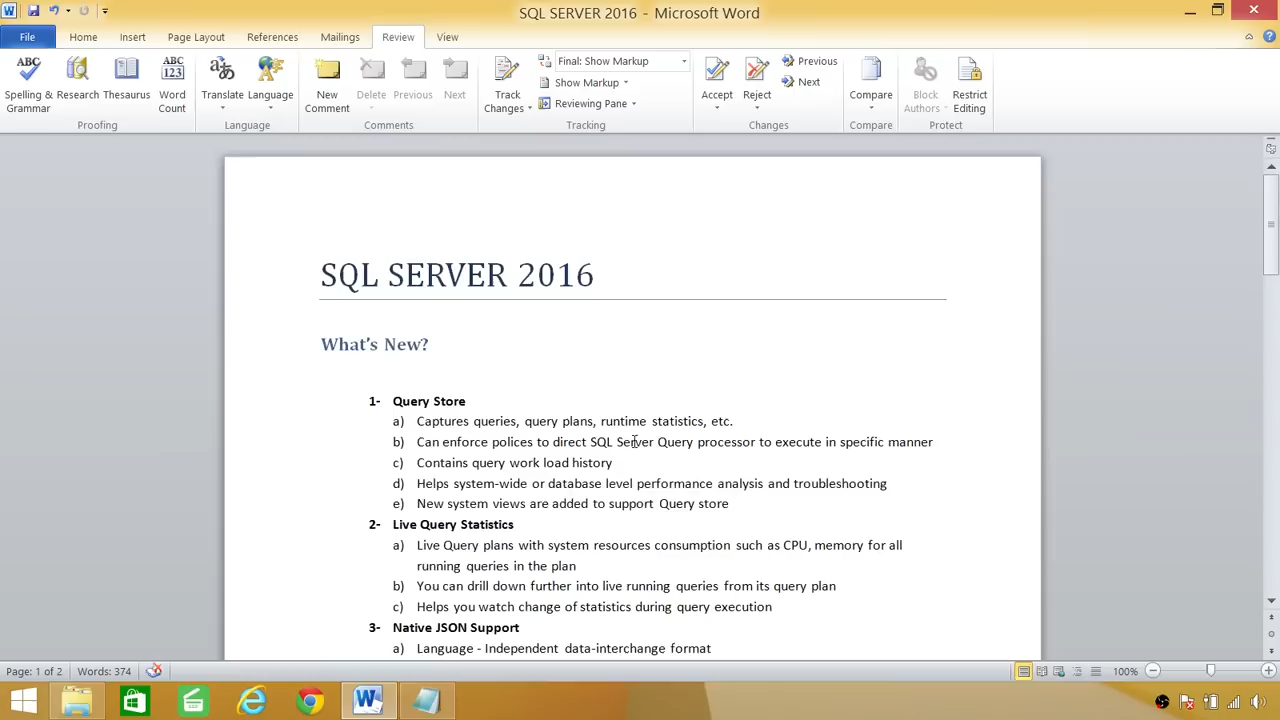 SQL SERVER 2016 - Microsoft Word
File Home Insert Page Layout References Mailings Review View
Spelling & Grammar
Research
Thesaurus
Word Count
Translate
Language
New Comment
Delete
Previous
Next
Track Changes
Final: Show Markup
Show Markup
Reviewing Pane
Accept
Reject
Previous
Next
Compare
Block Authors
Restrict Editing
Proofing Language Comments Tracking Changes Compare Protect
SQL SERVER 2016
What's New?
1- Query Store
a) Captures queries, query plans, runtime statistics, etc.
b) Can enforce polices to direct SQL Server Query processor to execute in specific manner
c) Contains query work load history
d) Helps system-wide or database level performance analysis and troubleshooting
e) New system views are added to support Query store
2- Live Query Statistics
a) Live Query plans with system resources consumption such as CPU, memory for all
running queries in the plan
b) You can drill down further into live running queries from its query plan
c) Helps you watch change of statistics during query execution
3- Native JSON Support
a) Language - Independent data-interchange format
Page: 1 of 2 Words: 374 100%